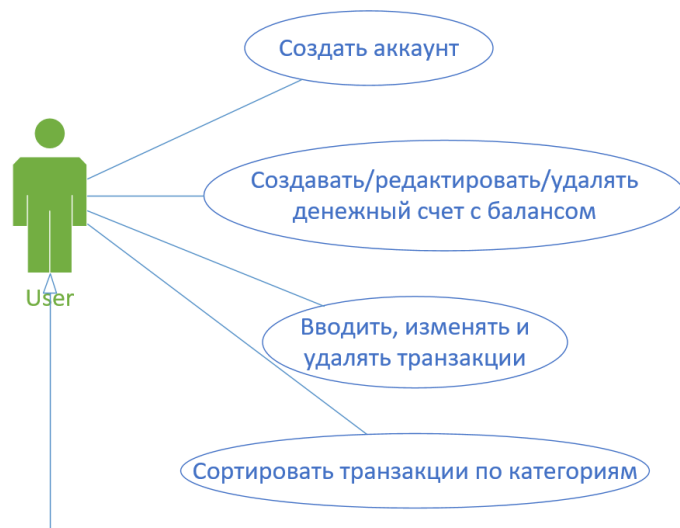 Создать аккаунт
Создавать/редактировать/удалять
денежный счет с балансом
User
Вводить, изменять и
удалять транзакции
Сортировать транзакции по категориям